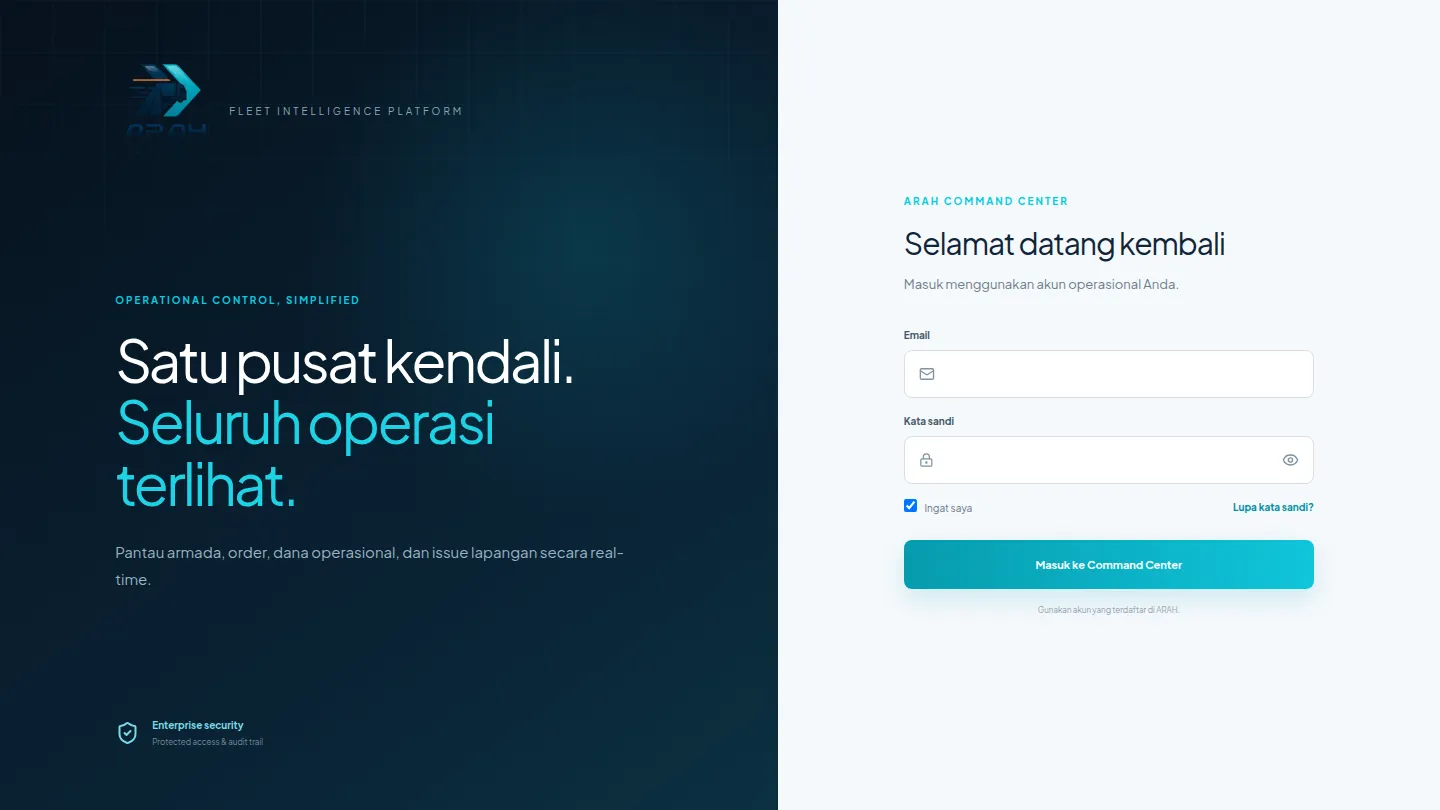 ARAH
FLEET INTELLIGENCE PLATFORM
OPERATIONAL CONTROL, SIMPLIFIED
Satu pusat kendali.
Seluruh operasi
terlihat.
Pantau armada, order, dana operasional, dan issue lapangan secara real-
time.
Enterprise security
Protected access & audit trail
ARAH COMMAND CENTER
Selamat datang kembali
Masuk menggunakan akun operasional Anda.
Email
Kata sandi
Ingat saya
Lupa kata sandi?
Masuk ke Command Center
Gunakan akun yang terdaftar di ARAH.